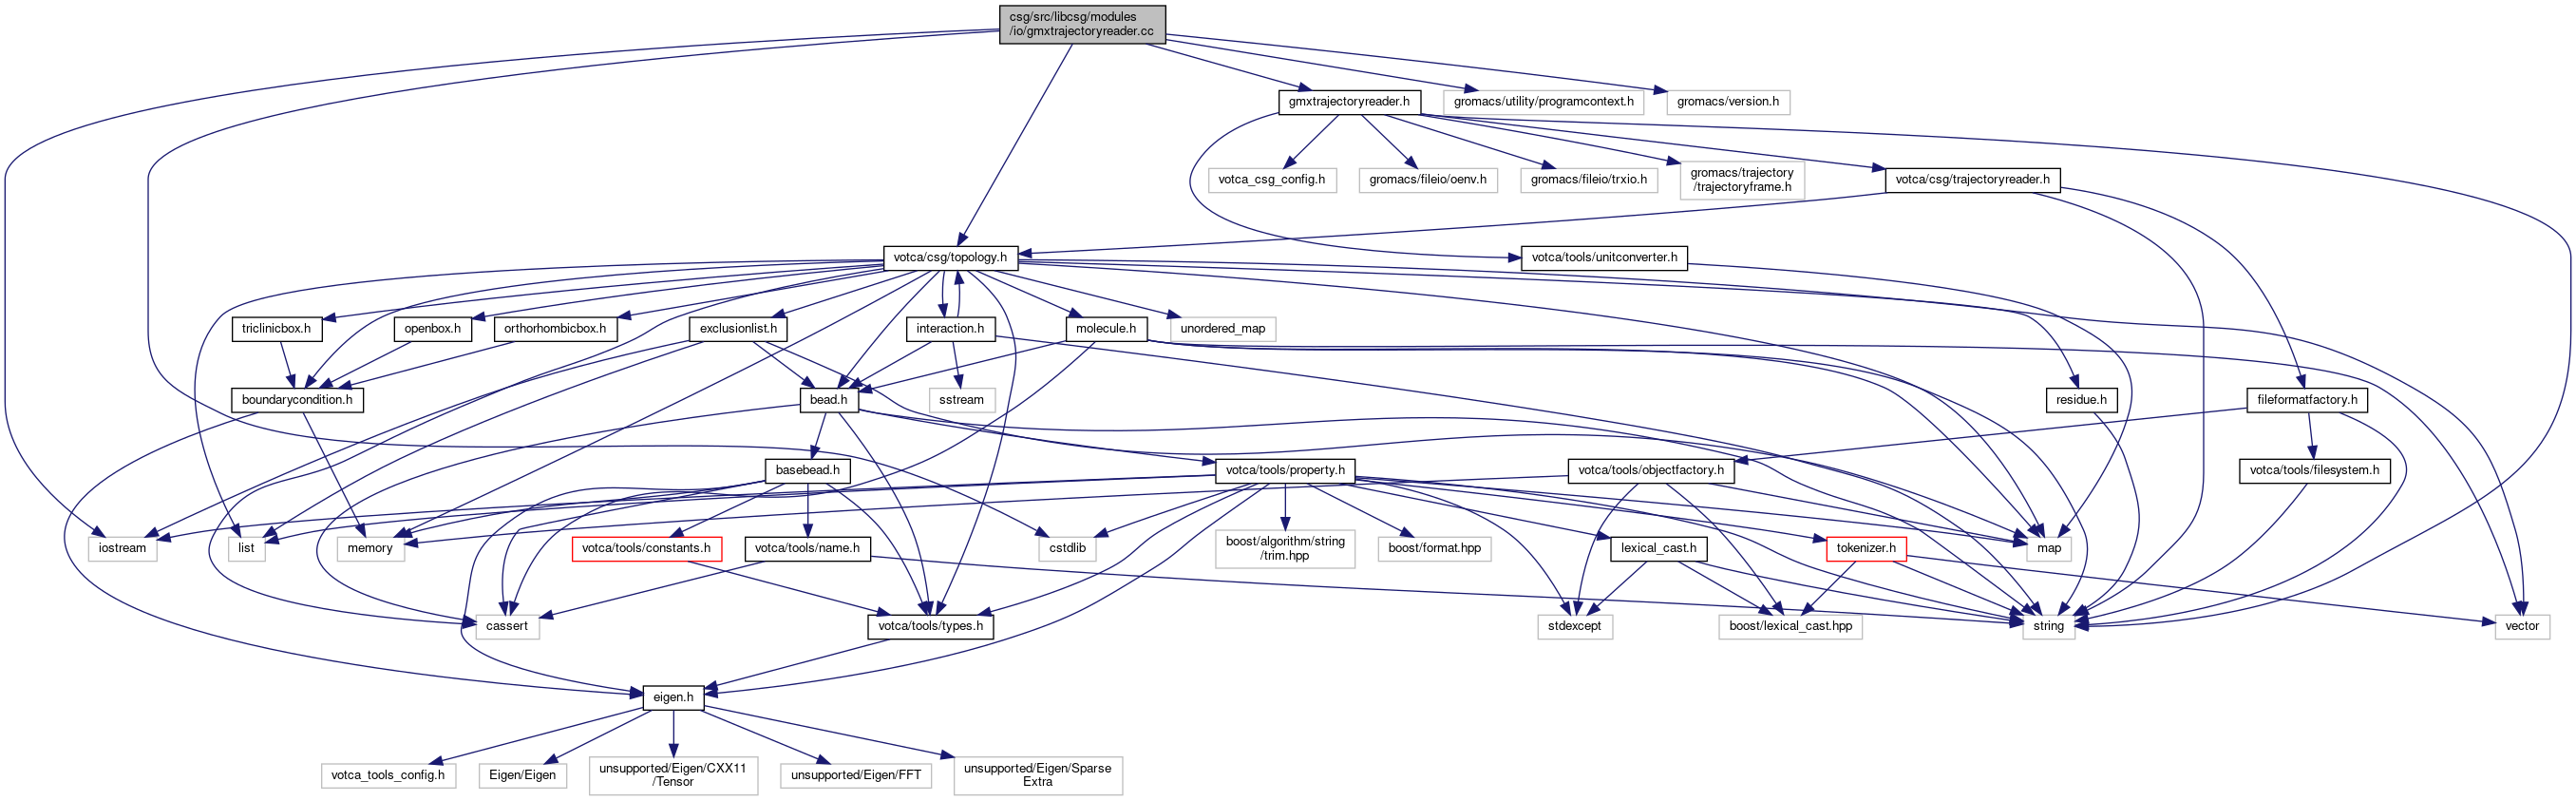 csg/src/libcsg/modules
/io/gmxtrajectoryreader.cc
gmxtrajectoryreader.h
gromacs/utility/programcontext.h
gromacs/version.h
votca_csg_config.h
gromacs/fileio/oenv.h
gromacs/fileio/trxio.h
gromacs/trajectory
/trajectoryframe.h
votca/csg/trajectoryreader.h
votca/csg/topology.h
votca/tools/unitconverter.h
triclinicbox.h
openbox.h
orthorhombicbox.h
exclusionlist.h
interaction.h
molecule.h
unordered_map
boundarycondition.h
bead.h
sstream
residue.h
fileformatfactory.h
basebead.h
votca/tools/property.h
votca/tools/objectfactory.h
votca/tools/filesystem.h
iostream
list
memory
votca/tools/constants.h
votca/tools/name.h
cstdlib
boost/algorithm/string
/trim.hpp
boost/format.hpp
lexical_cast.h
tokenizer.h
map
cassert
votca/tools/types.h
stdexcept
boost/lexical_cast.hpp
string
vector
eigen.h
votca_tools_config.h
Eigen/Eigen
unsupported/Eigen/CXX11
/Tensor
unsupported/Eigen/FFT
unsupported/Eigen/Sparse
Extra